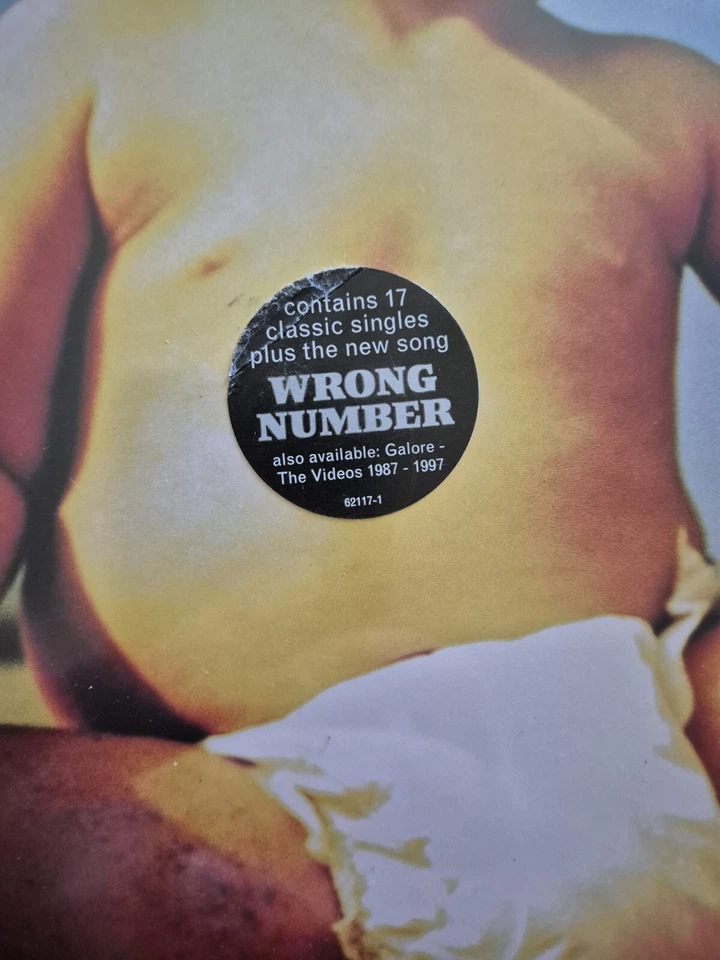 contains 17
classic singles
plus the new song
WRONG
NUMBER
also available: Galore -
The Videos 1987 - 1997
62117-1